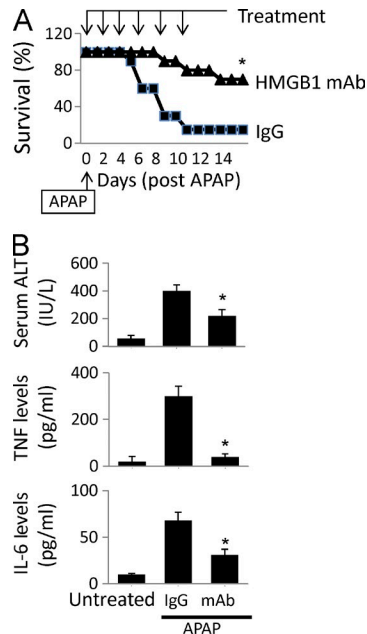 A
Treatment
Survival (%)
120
80
40
0
*
HMGB1 mAb
IgG
0 2 4 6 8 10 12 14
APAP
Days (post APAP)
B
Serum ALT
(IU/L)
600
400
200
0
*
TNF levels
(pg/ml)
400
200
0
*
IL-6 levels
(pg/ml)
100
50
0
*
Untreated IgG mAb
APAP